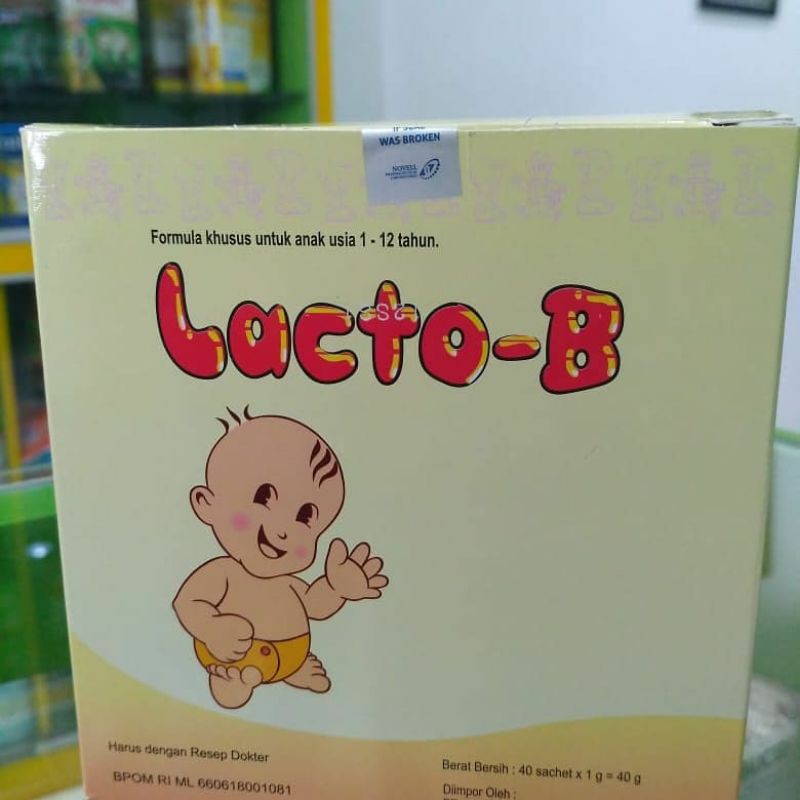 WAS BROKEN
NOVELL
Formula khusus untuk anak usia 1 - 12 tahun.
Lacto-B
Harus dengan Resep Dokter
BPOM RI ML 660618001081
Berat Bersih : 40 sachet x 1 g = 40 g
Diimpor Oleh :